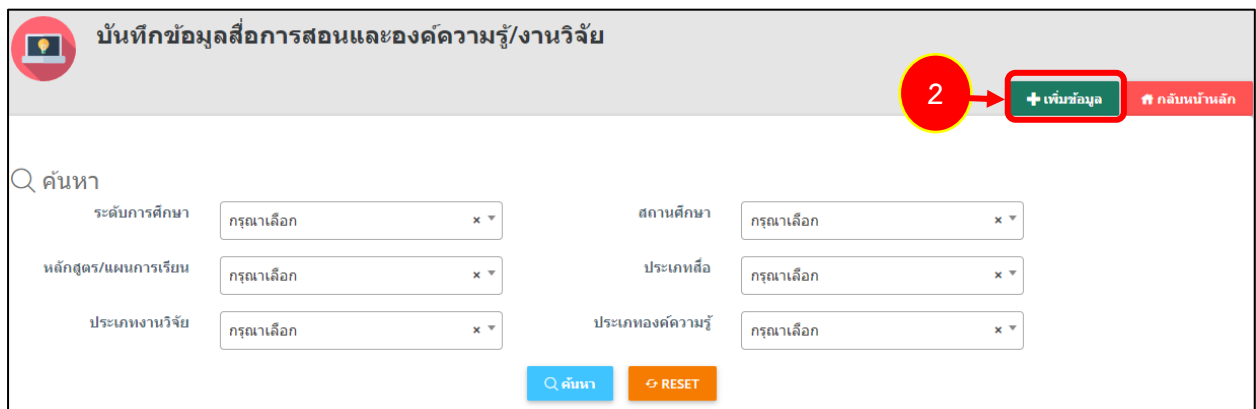 บันทึกข้อมูลสื่อการสอนและองค์ความรู้/งานวิจัย
2
เพิ่มข้อมูล กลับหน้าหลัก
ค้นหา
ระดับการศึกษา กรุณาเลือก × สถานศึกษา กรุณาเลือก ×
หลักสูตร/แผนการเรียน กรุณาเลือก × ประเภทสื่อ กรุณาเลือก ×
ประเภทงานวิจัย กรุณาเลือก × ประเภทองค์ความรู้ กรุณาเลือก ×
ค้นหา RESET